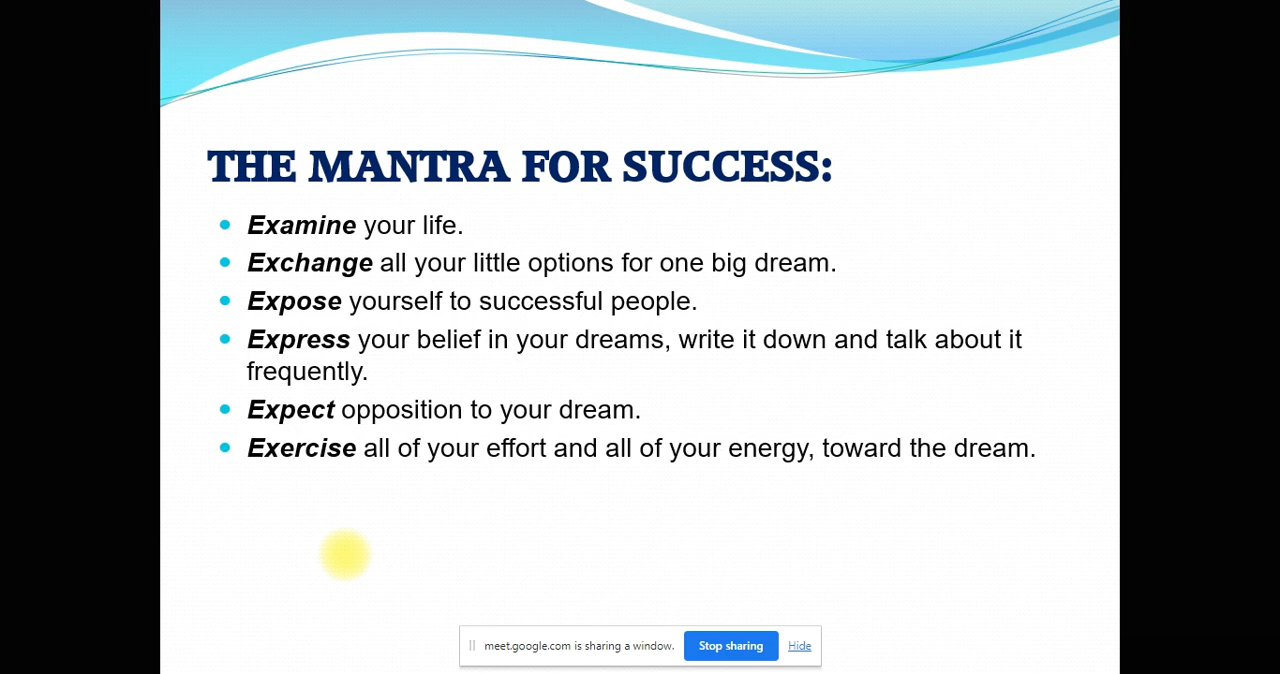 THE MANTRA FOR SUCCESS:
Examine your life.
Exchange all your little options for one big dream.
Expose yourself to successful people.
Express your belief in your dreams, write it down and talk about it
frequently.
Expect opposition to your dream.
Exercise all of your effort and all of your energy, toward the dream.
meet.google.com is sharing a window. Stop sharing Hide